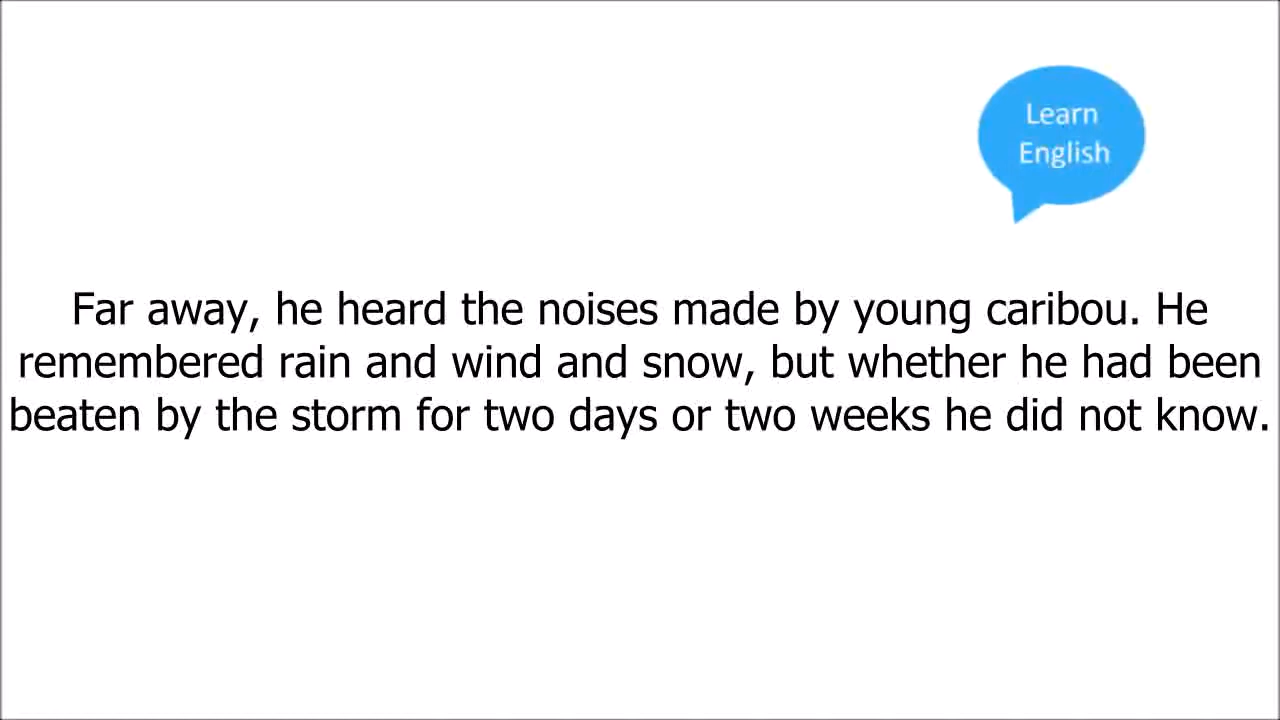 Learn
English
Far away, he heard the noises made by young caribou. He
remembered rain and wind and snow, but whether he had been
beaten by the storm for two days or two weeks he did not know.